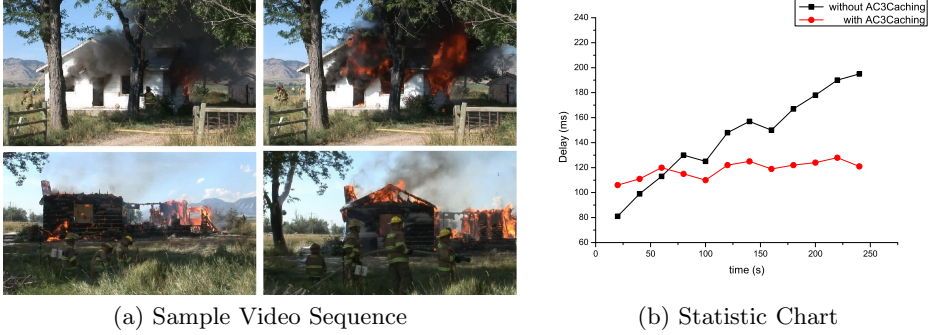 without AC3Caching
with AC3Caching
220
200
180
160
140
120
100
80
60
Delay (ms)
0 50 100 150 200 250
time (s)
(a) Sample Video Sequence
(b) Statistic Chart